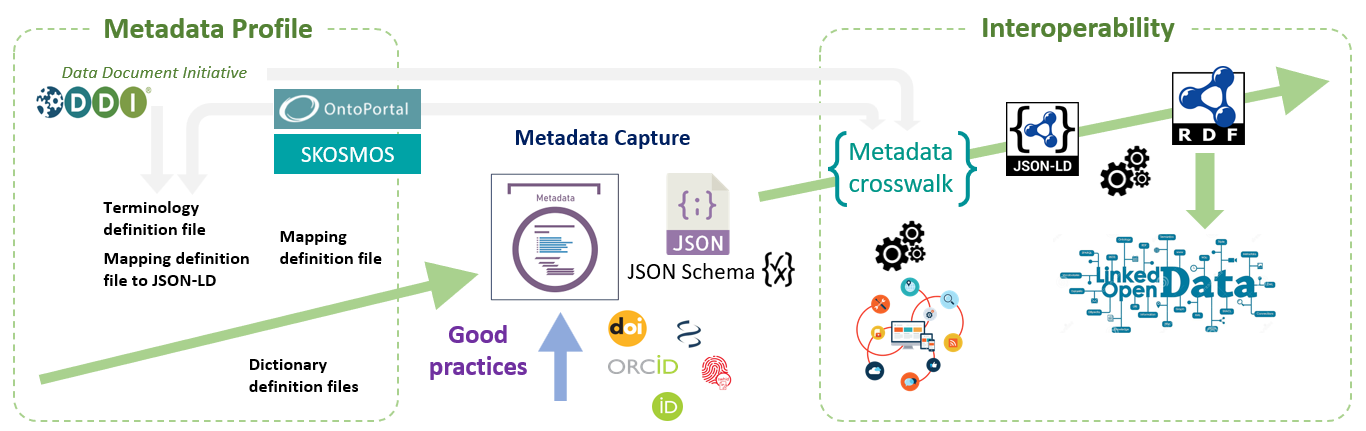 Metadata Profile
Data Document Initiative
DDI®
OntoPortal
SKOSMOS
Terminology
definition file
Mapping definition
file to JSON-LD
Mapping
definition file
Dictionary
definition files
Metadata Capture
Metadata
{;}
JSON
JSON Schema
Good
practices
doi
ORCID
iD
Interoperability
Metadata
crosswalk
JSON-LD
RDF
Linked
Open
Data